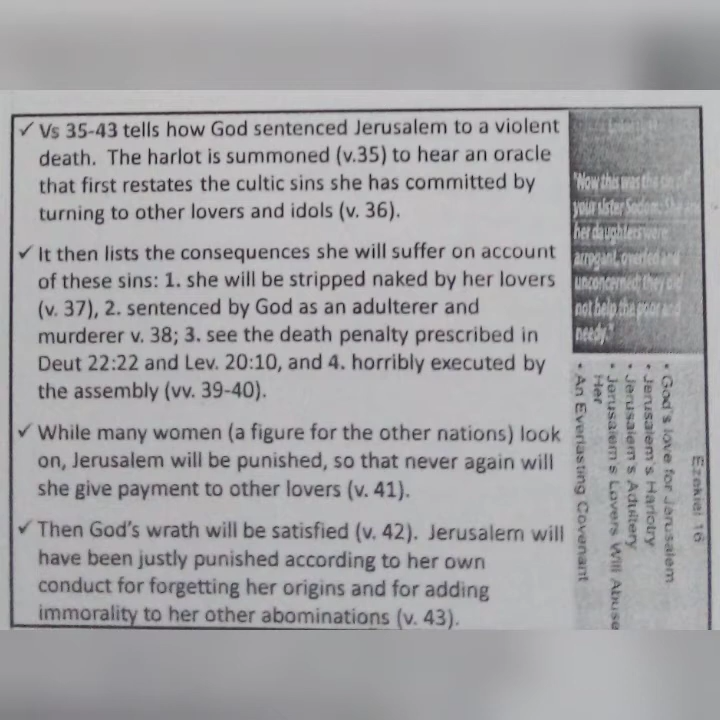 ✓ Vs 35-43 tells how God sentenced Jerusalem to a violent
death. The harlot is summoned (v.35) to hear an oracle
that first restates the cultic sins she has committed by
turning to other lovers and idols (v. 36).
✓ It then lists the consequences she will suffer on account
of these sins: 1. she will be stripped naked by her lovers
(v. 37), 2. sentenced by God as an adulterer and
murderer v. 38; 3. see the death penalty prescribed in
Deut 22:22 and Lev. 20:10, and 4. horribly executed by
the assembly (vv. 39-40).
✓ While many women (a figure for the other nations) look
on, Jerusalem will be punished, so that never again will
she give payment to other lovers (v. 41).
✓ Then God's wrath will be satisfied (v. 42). Jerusalem will
have been justly punished according to her own
conduct for forgetting her origins and for adding
immorality to her other abominations (v. 43).
"Now this was the sin of
your sister Sodom: She and
her daughters were
arrogant, overfed and
unconcerned; they did
not help the poor and
needy."
Ezekiel 16
• God's love for Jerusalem
• Jerusalem's Harlotry
• Jerusalem's Adultery
• Jerusalem's Lovers Will Abuse
Her
• An Everlasting Covenant